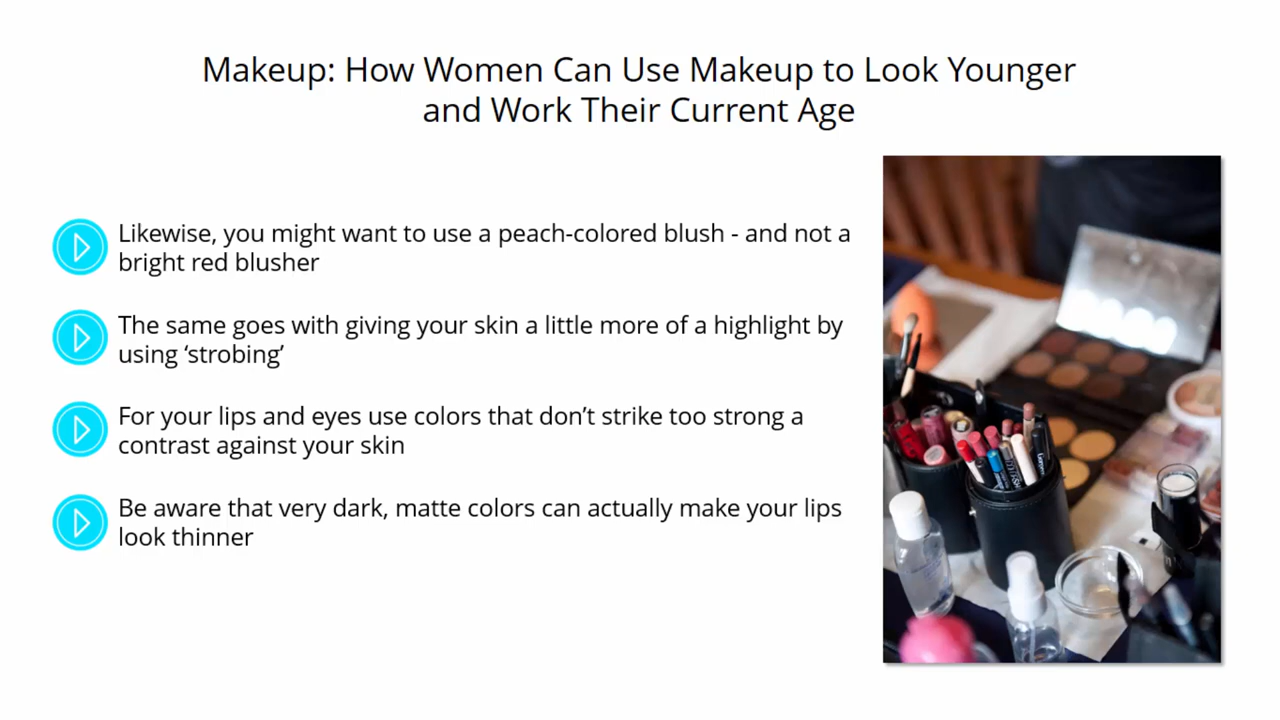 Makeup: How Women Can Use Makeup to Look Younger
and Work Their Current Age
Likewise, you might want to use a peach-colored blush - and not a
bright red blusher
The same goes with giving your skin a little more of a highlight by
using ‘strobing’
For your lips and eyes use colors that don’t strike too strong a
contrast against your skin
Be aware that very dark, matte colors can actually make your lips
look thinner